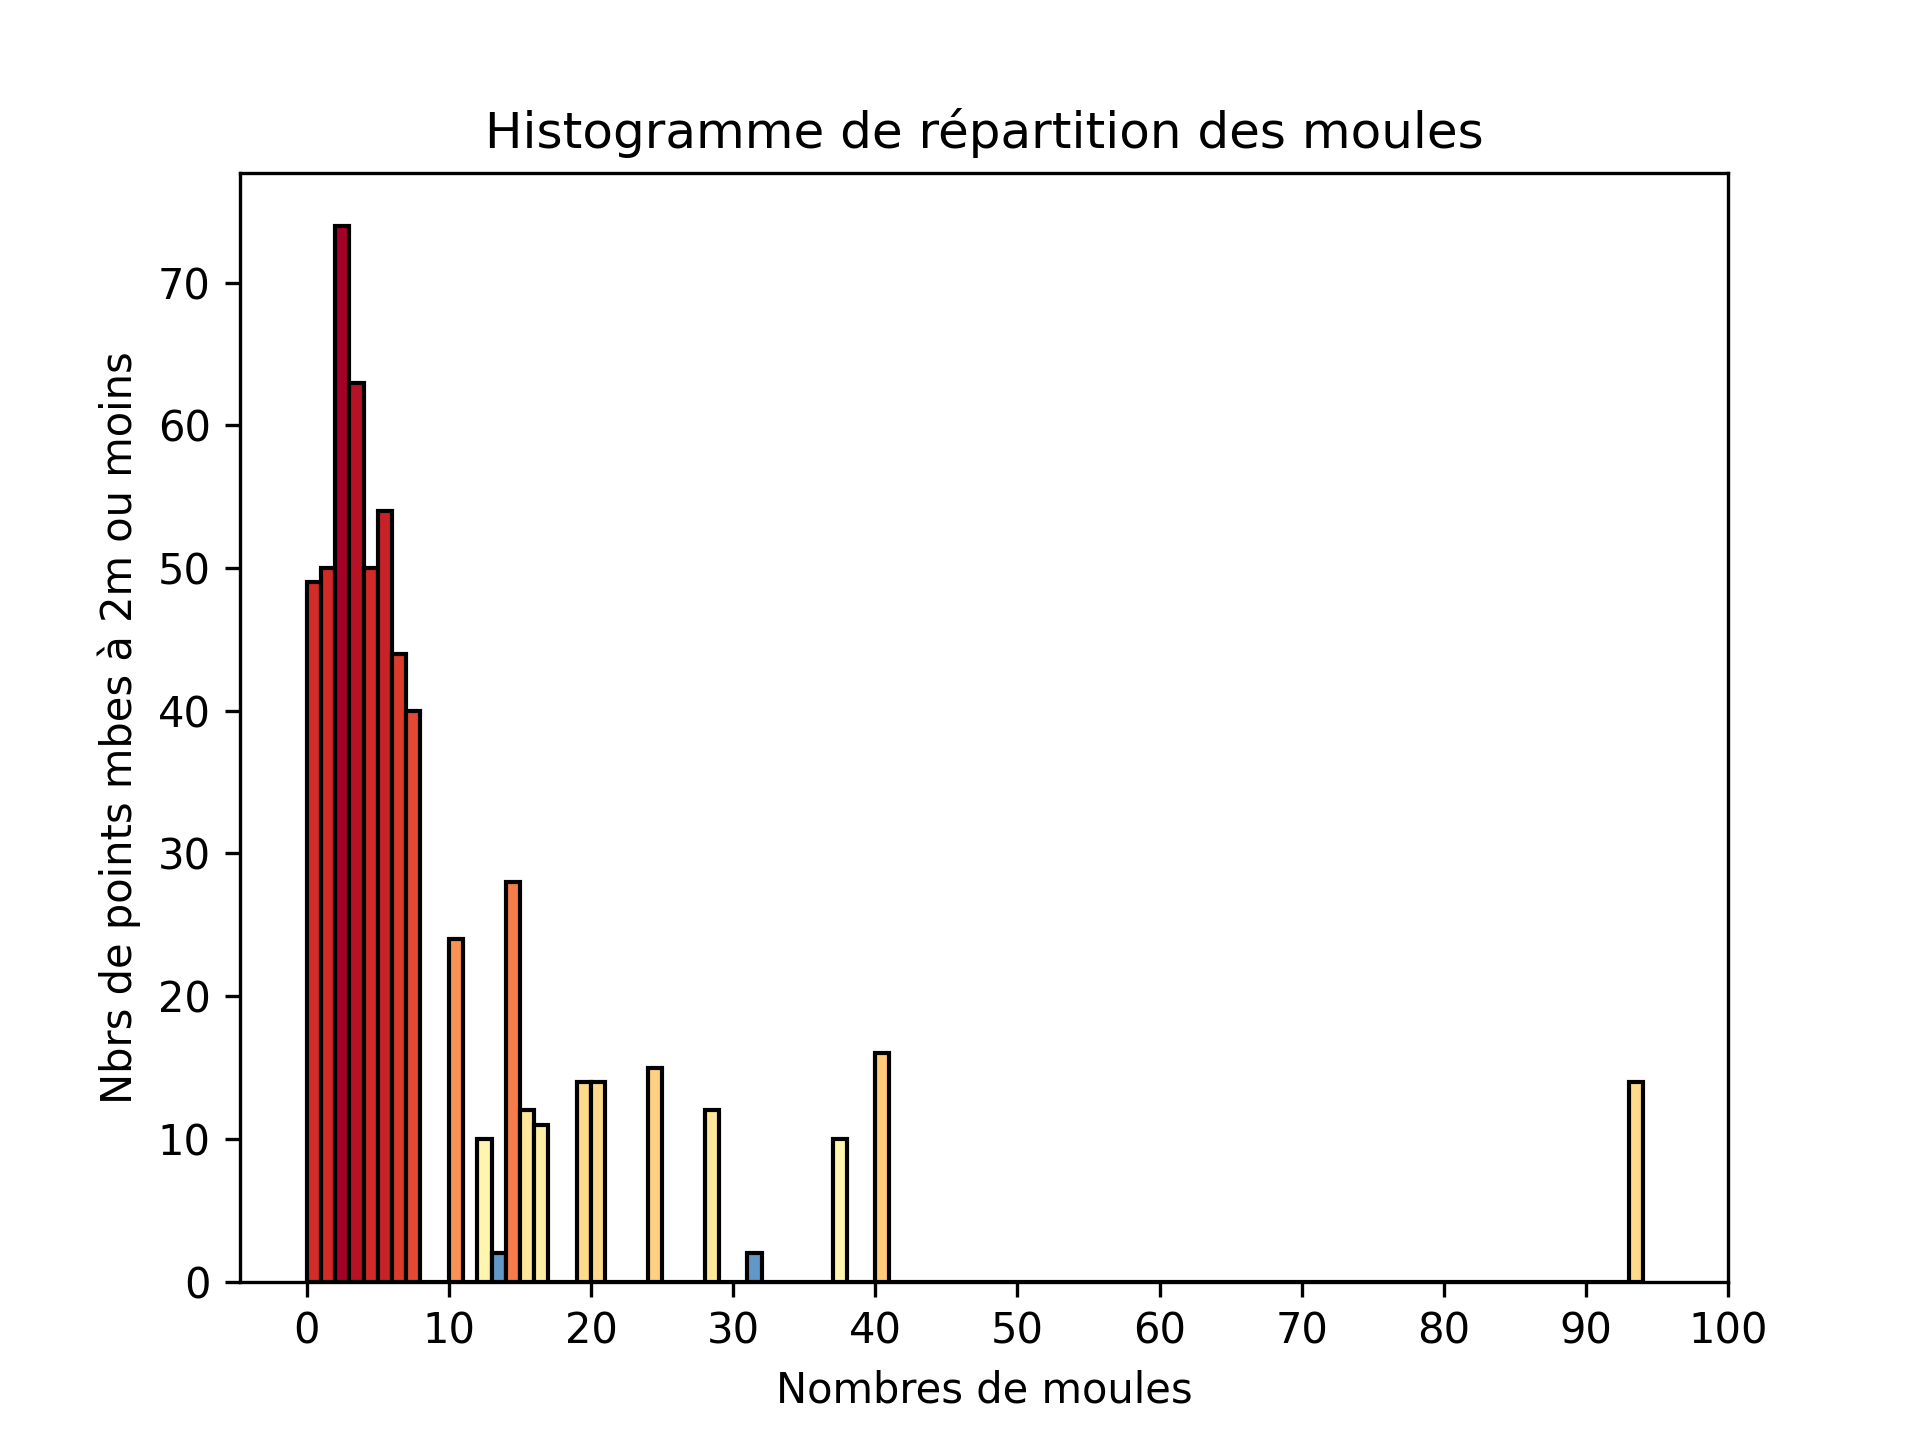 Histogramme de répartition des moules
Nbrs de points mbes à 2m ou moins
70
60
50
40
30
20
10
0
0 10 20 30 40 50 60 70 80 90 100
Nombres de moules